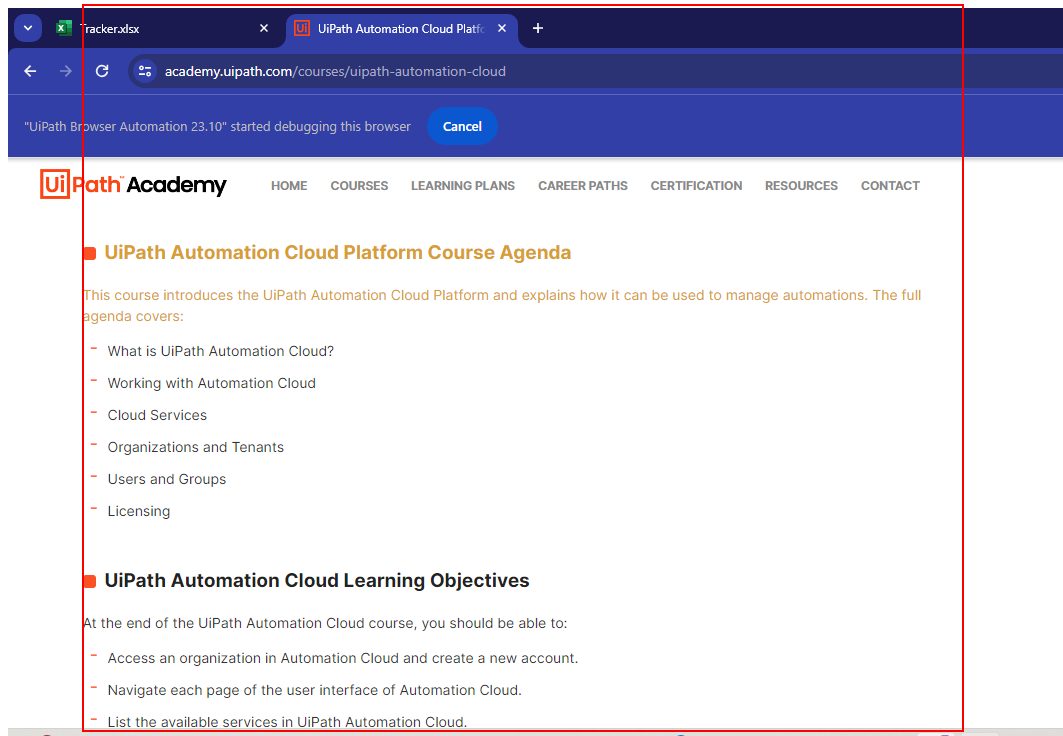 Tracker.xlsx
UiPath Automation Cloud Platfo
academy.uipath.com/courses/uipath-automation-cloud
"UiPath Browser Automation 23.10" started debugging this browser Cancel
UiPath Academy HOME COURSES LEARNING PLANS CAREER PATHS CERTIFICATION RESOURCES CONTACT
UiPath Automation Cloud Platform Course Agenda
This course introduces the UiPath Automation Cloud Platform and explains how it can be used to manage automations. The full
agenda covers:
What is UiPath Automation Cloud?
Working with Automation Cloud
Cloud Services
Organizations and Tenants
Users and Groups
Licensing
UiPath Automation Cloud Learning Objectives
At the end of the UiPath Automation Cloud course, you should be able to:
Access an organization in Automation Cloud and create a new account.
Navigate each page of the user interface of Automation Cloud.
List the available services in UiPath Automation Cloud.